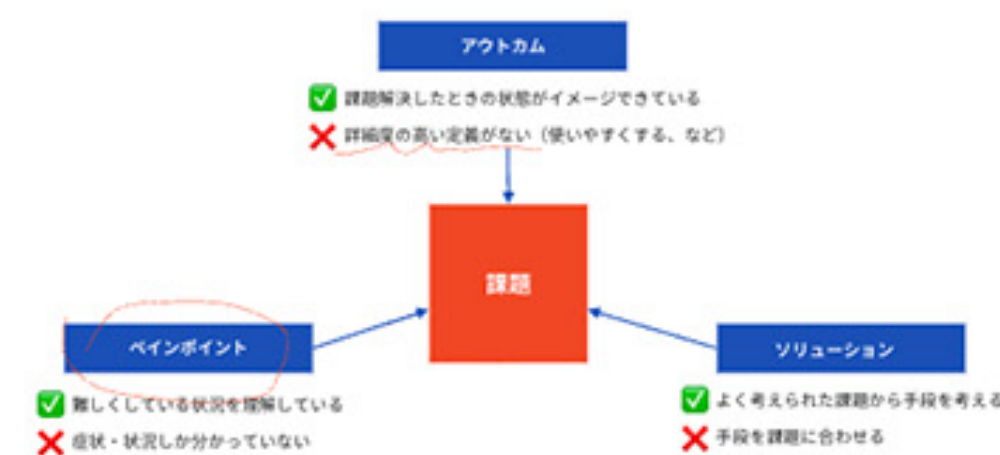 アウトカム
✅ 課題解決したときの状態がイメージできている
❌ 詳細度の高い定義がない（使いやすくする、など）
課題
ペインポイント
✅ 難しくしている状況を理解している
❌ 症状・状況しか分かっていない
ソリューション
✅ よく考えられた課題から手段を考える
❌ 手段を課題に合わせる